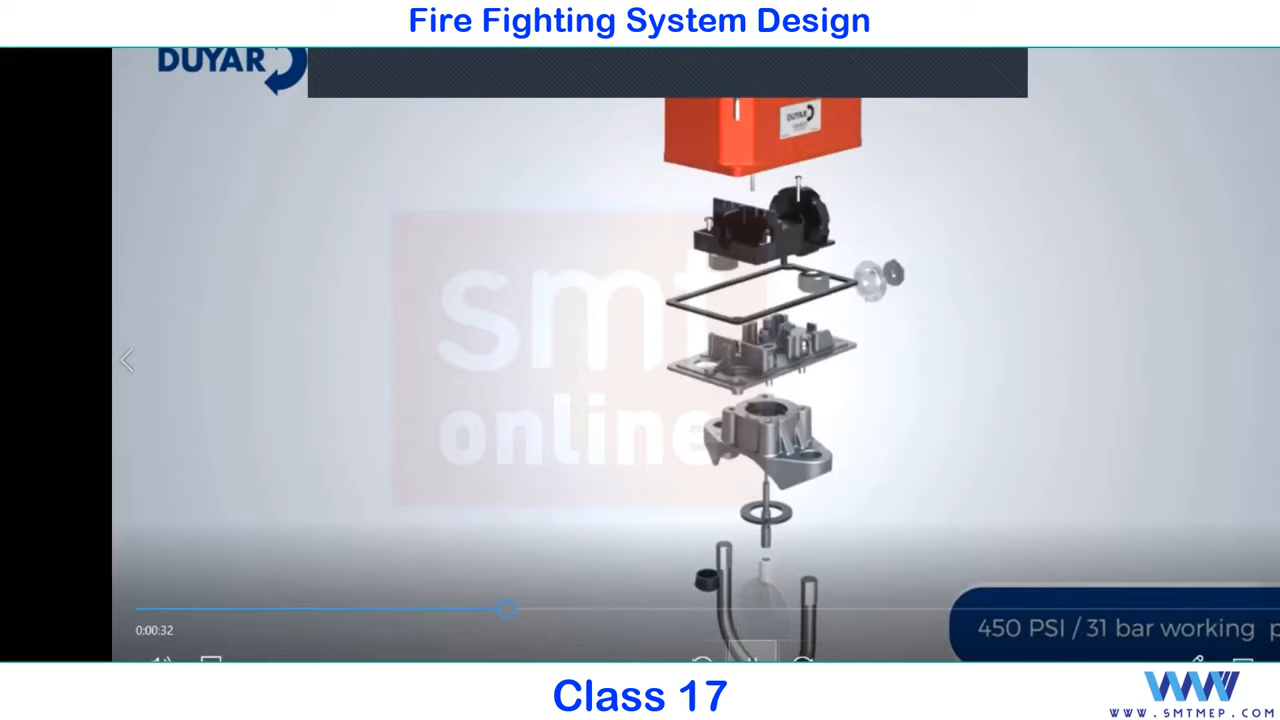 Fire Fighting System Design
DUYAR
DUYAR
smt
online
0:00:32
450 PSI / 31 bar working p
Class 17
WWW.SMTMEP.COM